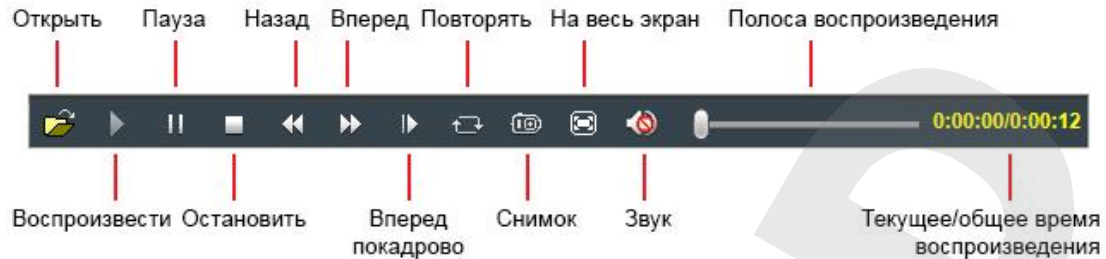 Открыть Пауза Назад Вперед Повторять На весь экран Полоса воспроизведения
0:00:00/0:00:12
Воспроизвести Остановить Вперед покадрово Снимок Звук Текущее/общее время воспроизведения